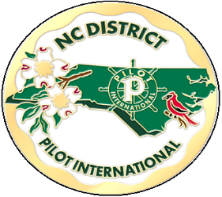 NC DISTRICT
PILOT
INTERNATIONAL
PILOT INTERNATIONAL